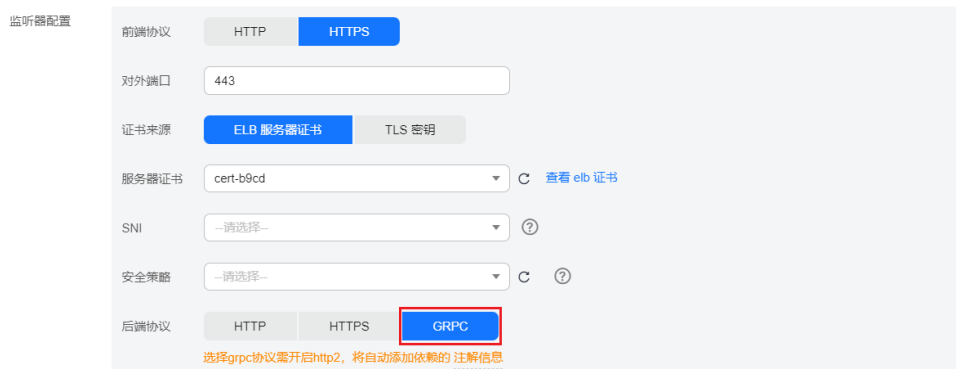 监听器配置
前端协议 HTTP HTTPS
对外端口 443
证书来源 ELB 服务器证书 TLS 密钥
服务器证书 cert-b9cd 查看 elb 证书
SNI --请选择-- ?
安全策略 --请选择-- ?
后端协议 HTTP HTTPS GRPC
选择grpc协议需开启http2，将自动添加依赖的 注解信息